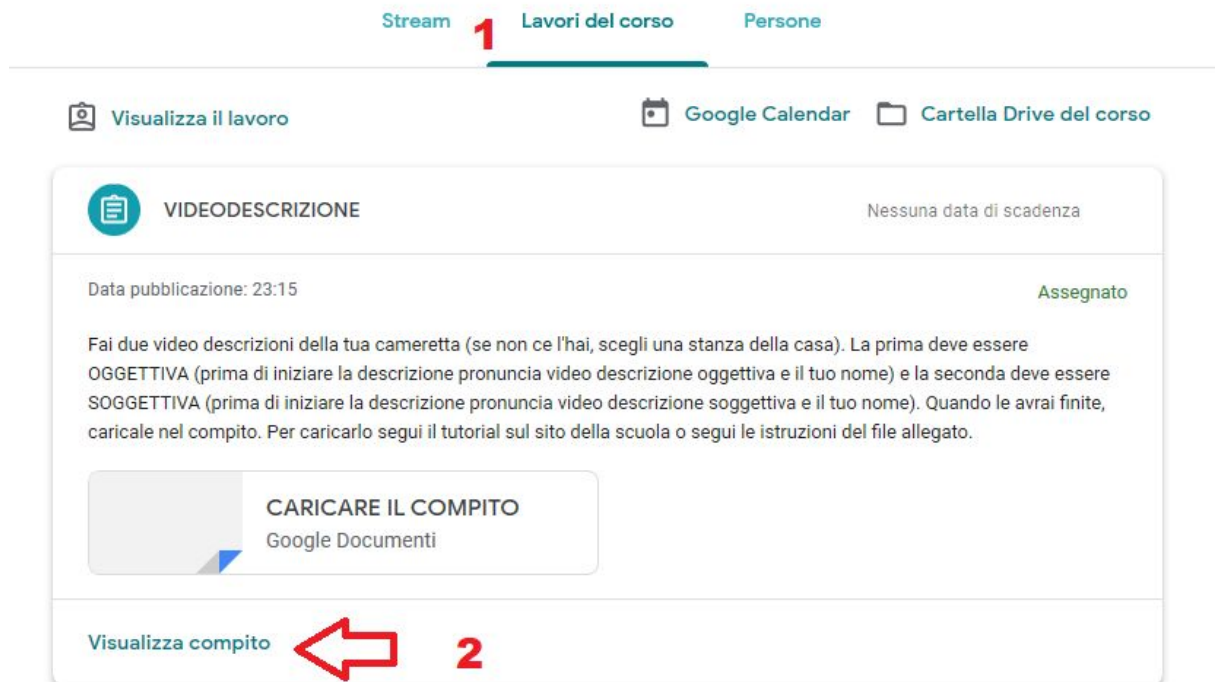 Stream 1 Lavori del corso Persone
Visualizza il lavoro Google Calendar Cartella Drive del corso
VIDEODESCRIZIONE Nessuna data di scadenza
Data pubblicazione: 23:15 Assegnato
Fai due video descrizioni della tua cameretta (se non ce l'hai, scegli una stanza della casa). La prima deve essere
OGGETTIVA (prima di iniziare la descrizione pronuncia video descrizione oggettiva e il tuo nome) e la seconda deve essere
SOGGETTIVA (prima di iniziare la descrizione pronuncia video descrizione soggettiva e il tuo nome). Quando le avrai finite,
caricale nel compito. Per caricarlo segui il tutorial sul sito della scuola o segui le istruzioni del file allegato.
CARICARE IL COMPITO
Google Documenti
Visualizza compito 2